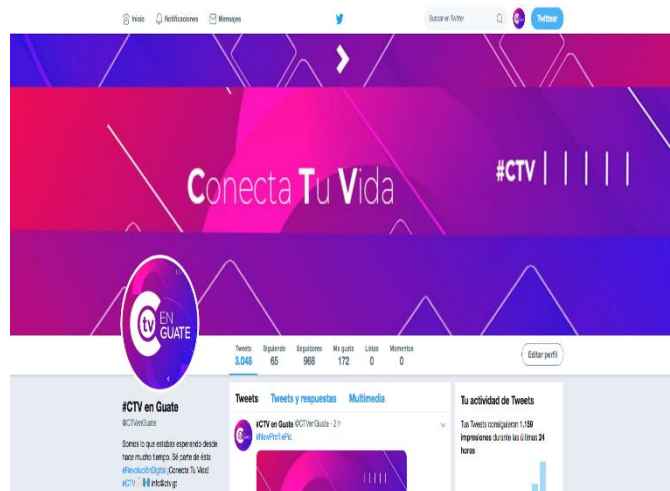 Inicio Notificaciones Mensajes Buscar en Twitter Twittear
Conecta Tu Vida
#CTV
Ctv EN GUATE
Tweets Siguiendo Seguidores Me gusta Listas Momentos
3.048 65 968 172 0 0
Editar perfil
#CTV en Guate
@CTVenGuate
Somos lo que estabas esperando desde
hace mucho tiempo. Sé parte de ésta
#RevoluciónDigital ¡Conecta Tu Vida!
#CTV info@ctv.gt
Tweets Tweets y respuestas Multimedia
#CTV en Guate @CTVenGuate · 2 h
#NewProfilePic
Tu actividad de Tweets
Tus Tweets consiguieron 1.159
impresiones durante las últimas 24
horas